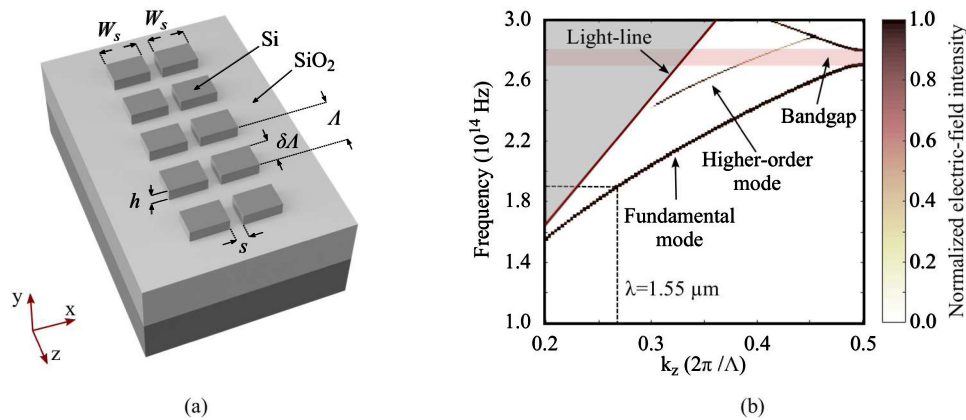 W_s
W_s
Si
SiO₂
Λ
δΛ
h
s
y
x
z
(a)
3.0
2.6
2.2
1.8
1.4
1.0
Frequency (10¹⁴ Hz)
Light-line
Bandgap
Higher-order
mode
Fundamental
mode
λ=1.55 µm
0.2
0.3
0.4
0.5
k_z (2π /Λ)
1.0
0.8
0.6
0.4
0.2
0.0
Normalized electric-field intensity
(b)